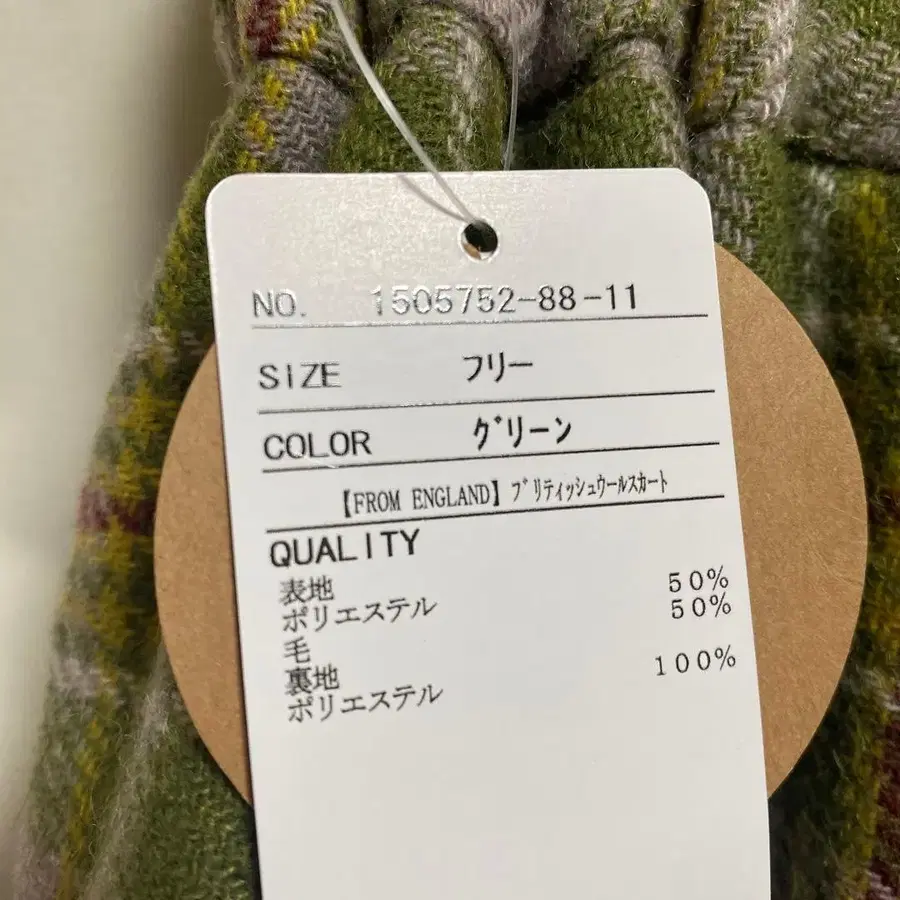 NO. 1505752-88-11
SIZE フリー
COLOR グリーン
【FROM ENGLAND】ブリティッシュウールスカート
QUALITY
表地
ポリエステル 50%
毛 50%
裏地
ポリエステル 100%